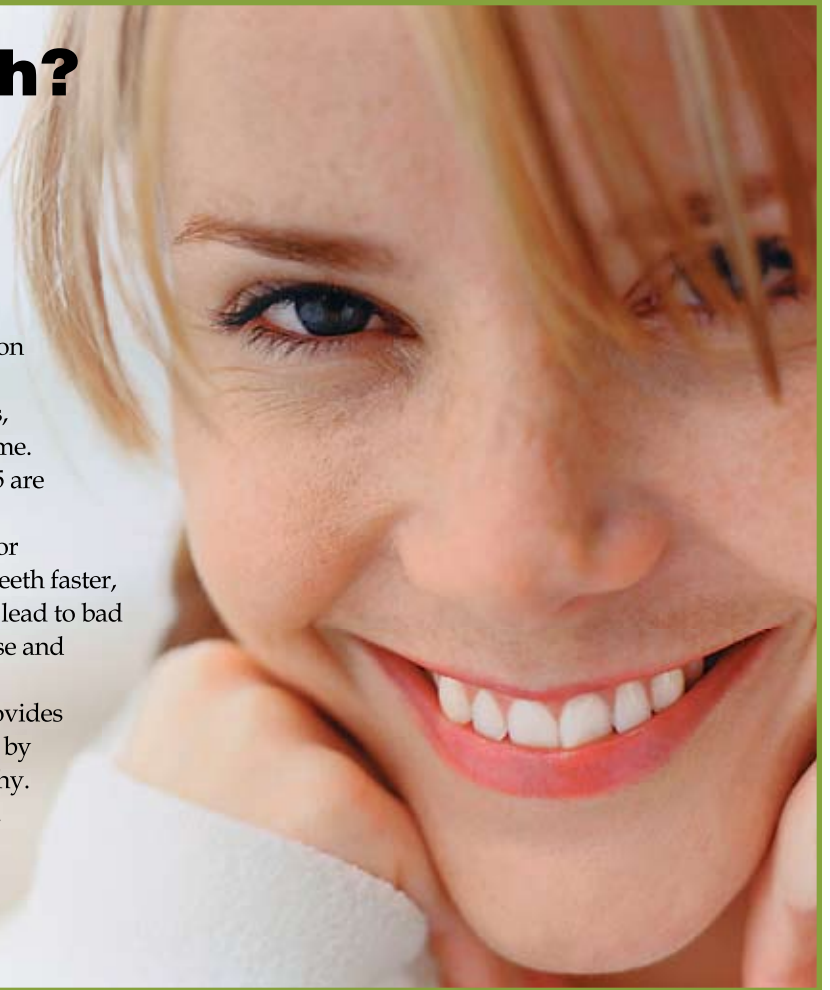 h?
on
s,
me.
5 are
or
eeth faster,
lead to bad
se and
ovides
by
ny.